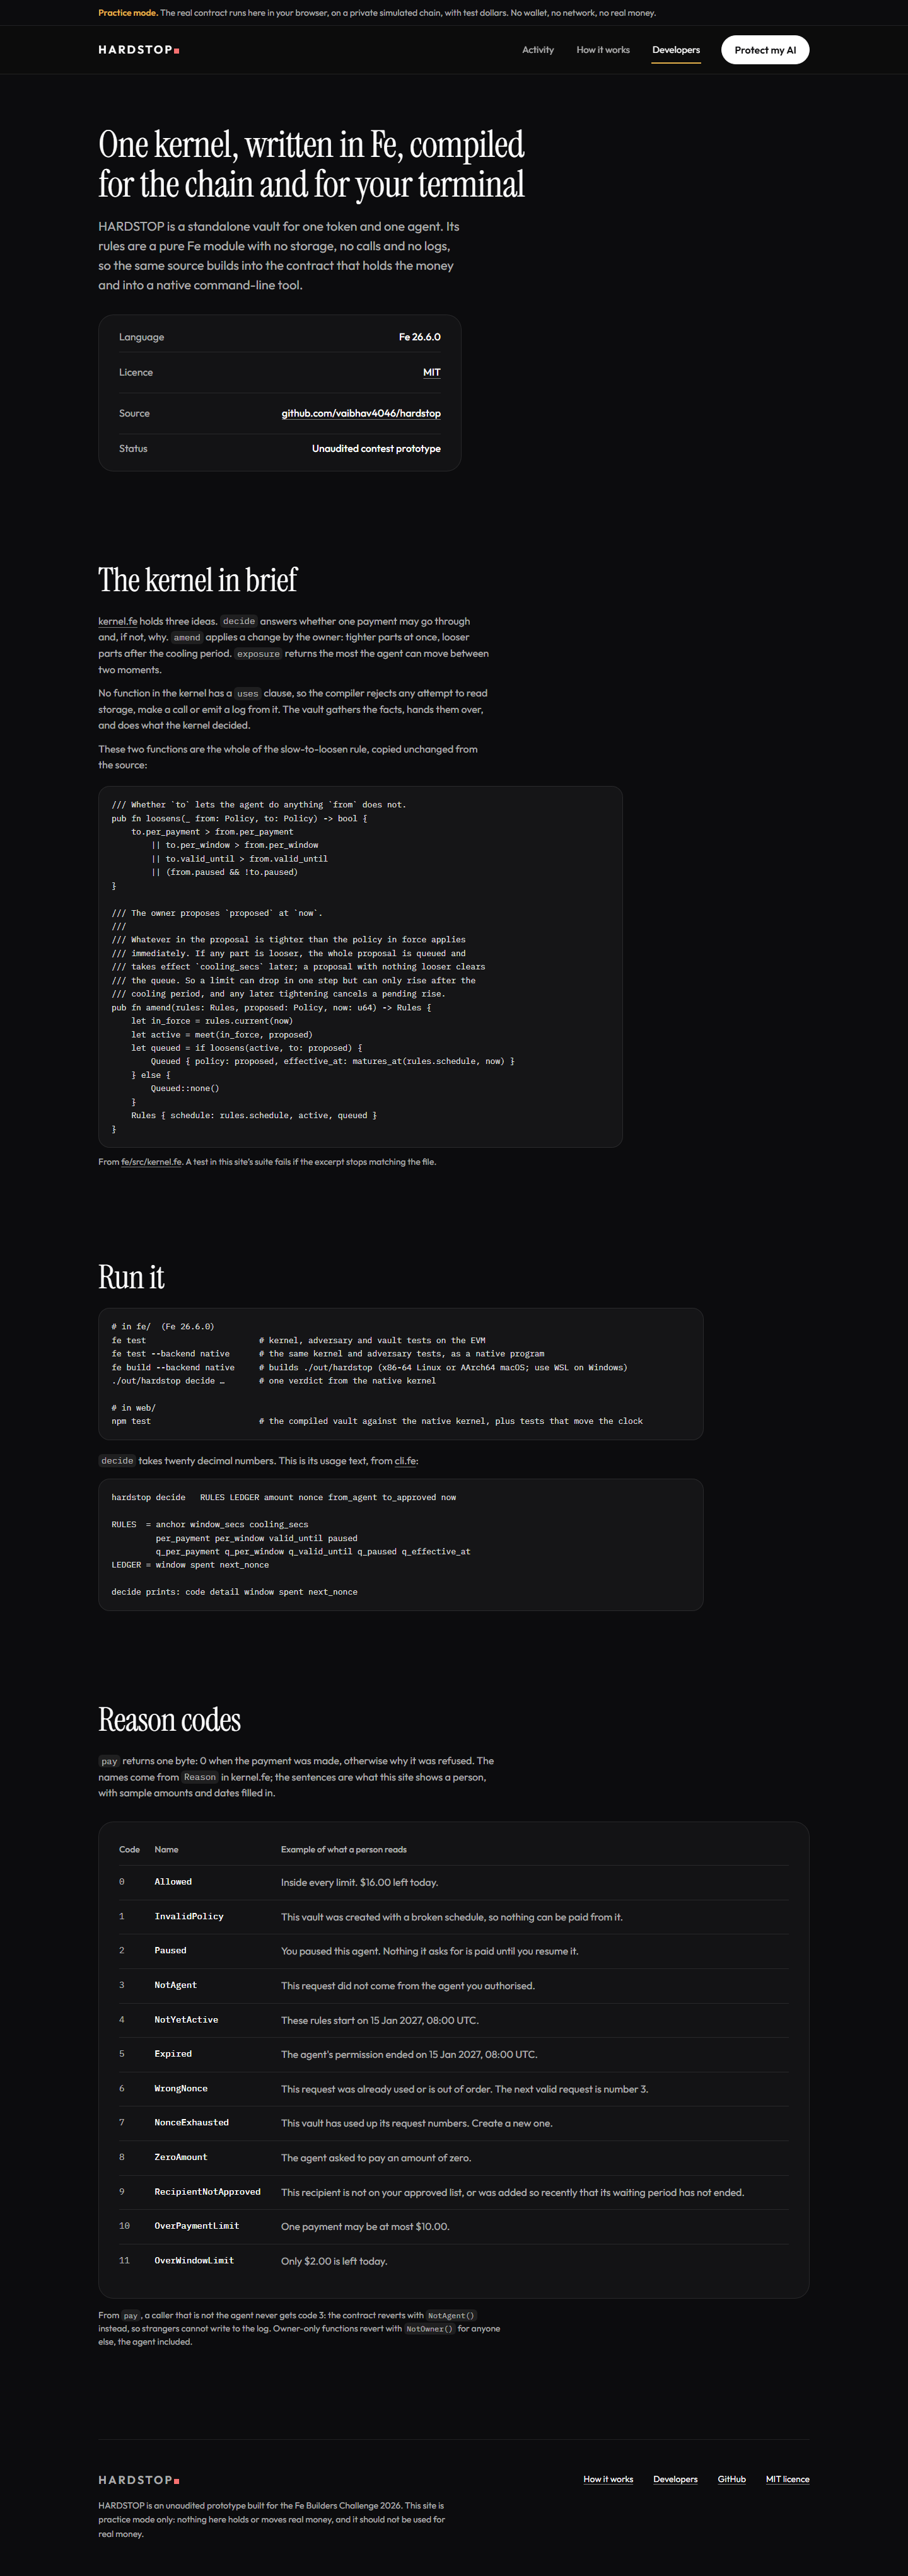 Practice mode. The real contract runs here in your browser, on a private simulated chain, with test dollars. No wallet, no network, no real money.
HARDSTOP
Activity How it works Developers Protect my AI
One kernel, written in Fe, compiled
for the chain and for your terminal
HARDSTOP is a standalone vault for one token and one agent. Its
rules are a pure Fe module with no storage, no calls and no logs,
so the same source builds into the contract that holds the money
and into a native command-line tool.
Language Fe 26.6.0
Licence MIT
Source github.com/vaibhav4046/hardstop
Status Unaudited contest prototype
The kernel in brief
kernel.fe holds three ideas. decide answers whether one payment may go through
and, if not, why. amend applies a change by the owner: tighter parts at once, looser
parts after the cooling period. exposure returns the most the agent can move between
two moments.
No function in the kernel has a uses clause, so the compiler rejects any attempt to read
storage, make a call or emit a log from it. The vault gathers the facts, hands them over,
and does what the kernel decided.
These two functions are the whole of the slow-to-loosen rule, copied unchanged from
the source:
/// Whether `to` lets the agent do anything `from` does not.
pub fn loosens(_ from: Policy, to: Policy) -> bool {
    to.per_payment > from.per_payment
        || to.per_window > from.per_window
        || to.valid_until > from.valid_until
        || (from.paused && !to.paused)
}
/// The owner proposes `proposed` at `now`.
///
/// Whatever in the proposal is tighter than the policy in force applies
/// immediately. If any part is looser, the whole proposal is queued and
/// takes effect `cooling_secs` later; a proposal with nothing looser clears
/// the queue. So a limit can drop in one step but can only rise after the
/// cooling period, and any later tightening cancels a pending rise.
pub fn amend(rules: Rules, proposed: Policy, now: u64) -> Rules {
    let in_force = rules.current(now)
    let active = meet(in_force, proposed)
    let queued = if loosens(active, to: proposed) {
        Queued { policy: proposed, effective_at: matures_at(rules.schedule, now) }
    } else {
        Queued::none()
    }
    Rules { schedule: rules.schedule, active, queued }
}
From fe/src/kernel.fe. A test in this site's suite fails if the excerpt stops matching the file.
Run it
# in fe/  (Fe 26.6.0)
fe test                       # kernel, adversary and vault tests on the EVM
fe test --backend native      # the same kernel and adversary tests, as a native program
fe build --backend native     # builds ./out/hardstop (x86-64 Linux or AArch64 macOS; use WSL on Windows)
./out/hardstop decide …       # one verdict from the native kernel
# in web/
npm test                      # the compiled vault against the native kernel, plus tests that move the clock
decide takes twenty decimal numbers. This is its usage text, from cli.fe:
hardstop decide   RULES LEDGER amount nonce from_agent to_approved now
RULES  = anchor window_secs cooling_secs
         per_payment per_window valid_until paused
         q_per_payment q_per_window q_valid_until q_paused q_effective_at
LEDGER = window spent next_nonce
decide prints: code detail window spent next_nonce
Reason codes
pay returns one byte: 0 when the payment was made, otherwise why it was refused. The
names come from Reason in kernel.fe; the sentences are what this site shows a person,
with sample amounts and dates filled in.
Code Name Example of what a person reads
0 Allowed Inside every limit. $16.00 left today.
1 InvalidPolicy This vault was created with a broken schedule, so nothing can be paid from it.
2 Paused You paused this agent. Nothing it asks for is paid until you resume it.
3 NotAgent This request did not come from the agent you authorised.
4 NotYetActive These rules start on 15 Jan 2027, 08:00 UTC.
5 Expired The agent's permission ended on 15 Jan 2027, 08:00 UTC.
6 WrongNonce This request was already used or is out of order. The next valid request is number 3.
7 NonceExhausted This vault has used up its request numbers. Create a new one.
8 ZeroAmount The agent asked to pay an amount of zero.
9 RecipientNotApproved This recipient is not on your approved list, or was added so recently that its waiting period has not ended.
10 OverPaymentLimit One payment may be at most $10.00.
11 OverWindowLimit Only $2.00 is left today.
From pay, a caller that is not the agent never gets code 3: the contract reverts with NotAgent()
instead, so strangers cannot write to the log. Owner-only functions revert with NotOwner() for anyone
else, the agent included.
HARDSTOP
How it works Developers GitHub MIT licence
HARDSTOP is an unaudited prototype built for the Fe Builders Challenge 2026. This site is
practice mode only: nothing here holds or moves real money, and it should not be used for
real money.